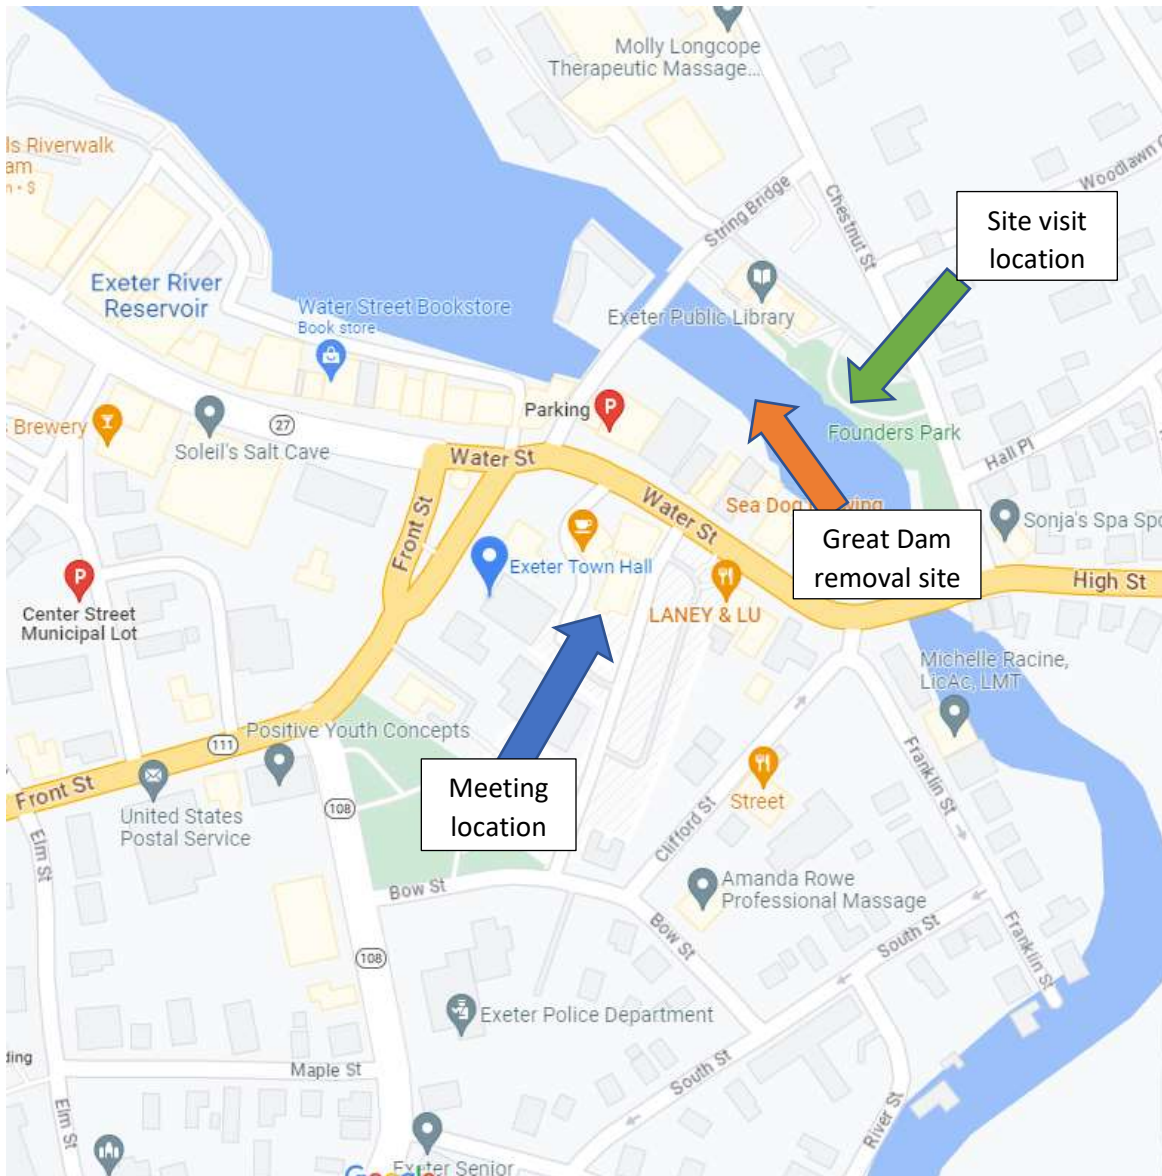 Molly Longcope
Therapeutic Massage...
ls Riverwalk
am
n • $
Woodlawn
String Bridge
Chestnut St
Site visit
location
Exeter River
Reservoir
Water Street Bookstore
Book store
Exeter Public Library
Parking
P
Founders Park
Hall Pl
s Brewery
27
Soleil's Salt Cave
Water St
Water St
Front St
Sea Dog
Sonja's Spa Spo
Great Dam
removal site
Exeter Town Hall
High St
P
Center Street
Municipal Lot
LANEY & LU
Michelle Racine,
LicAc, LMT
Positive Youth Concepts
111
Front St
United States
Postal Service
108
Meeting
location
Street
Franklin St
Clifford St
Elm St
Bow St
Amanda Rowe
Professional Massage
Bow St
South St
Franklin St
108
Exeter Police Department
ding
Maple St
South St
Elm St
River St
Exeter Senior